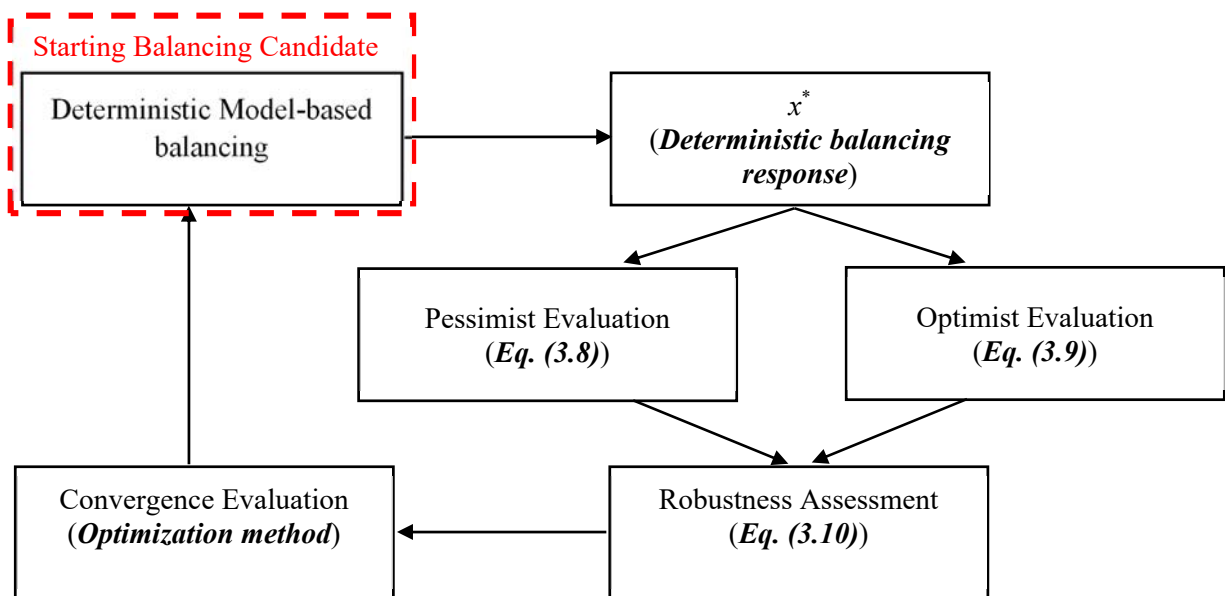 Starting Balancing Candidate
Deterministic Model-based
balancing
x*
(Deterministic balancing
response)
Pessimist Evaluation
(Eq. (3.8))
Optimist Evaluation
(Eq. (3.9))
Convergence Evaluation
(Optimization method)
Robustness Assessment
(Eq. (3.10))